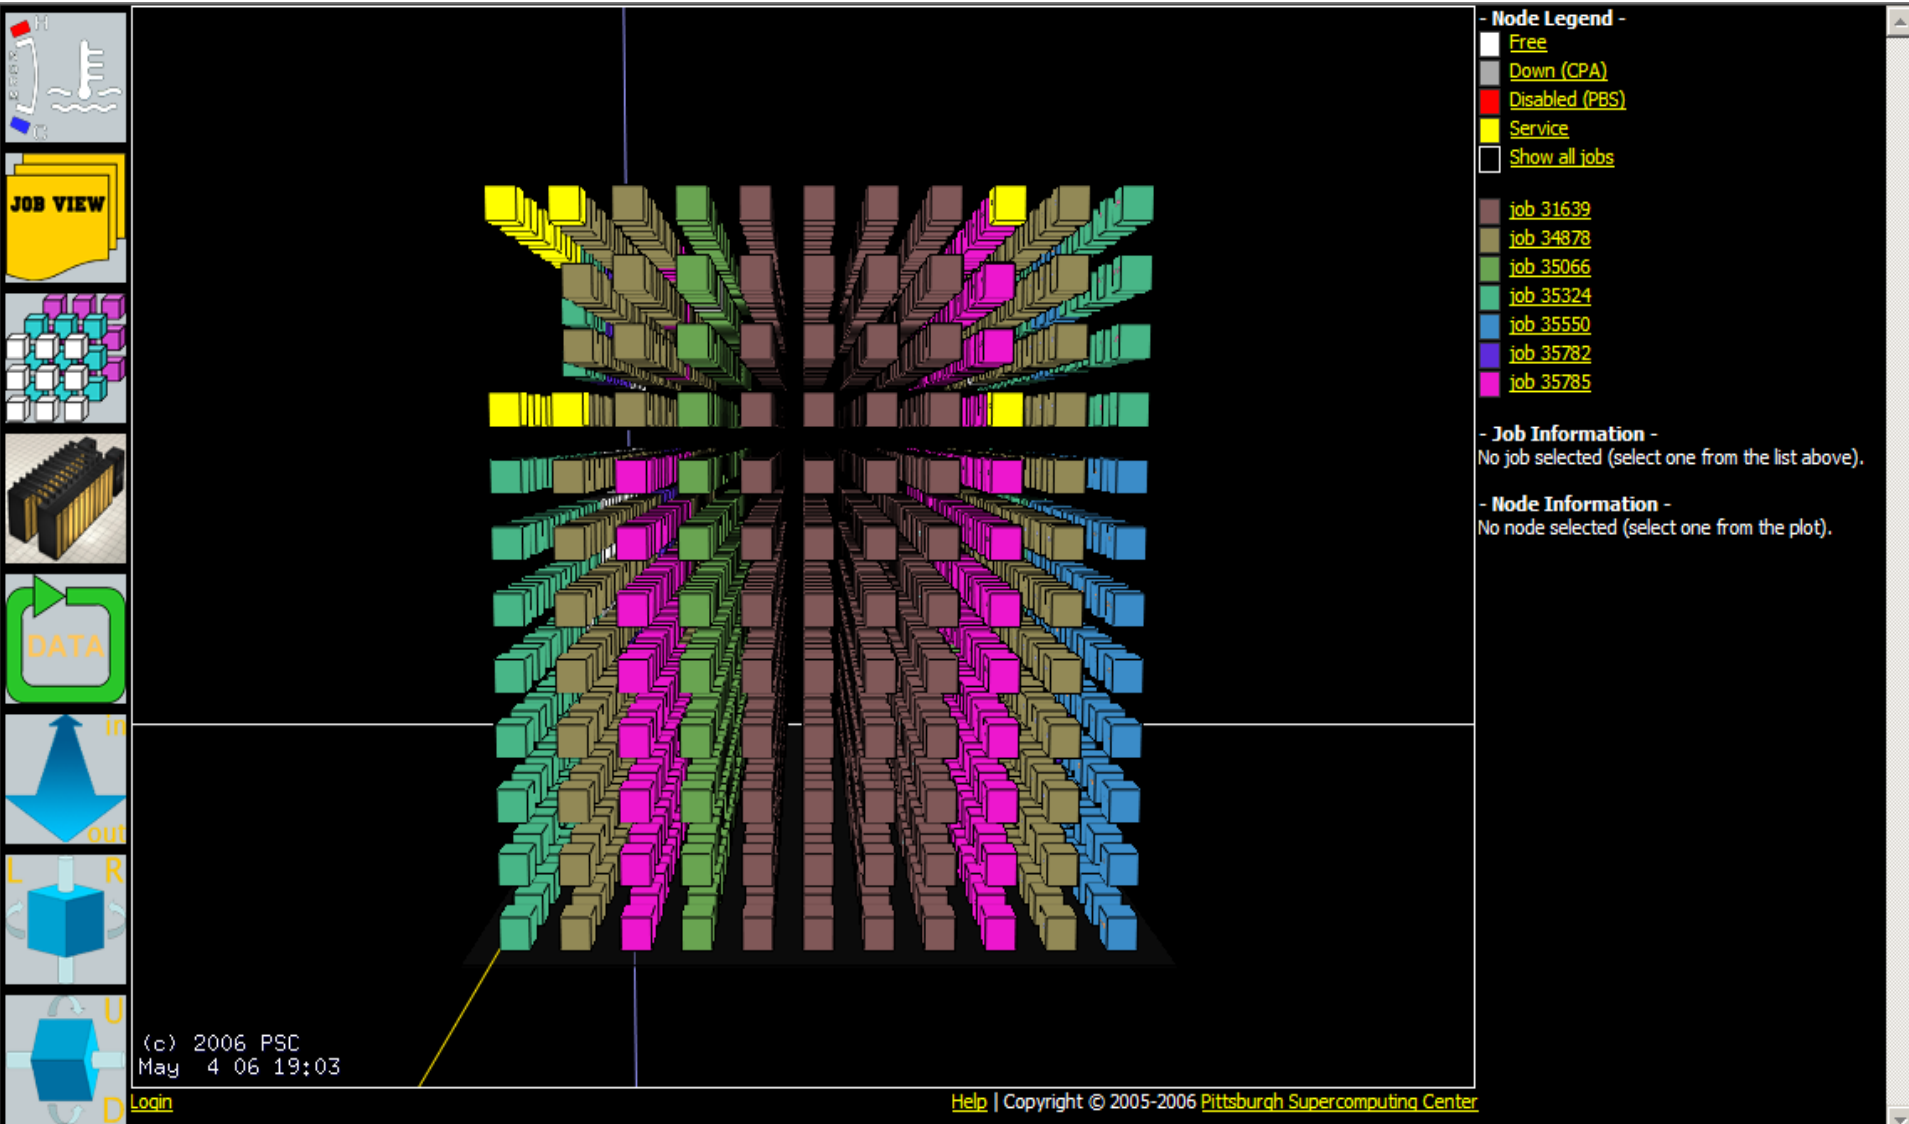 H
C
JOB VIEW
DATA
in
out
L R
U
D
(c) 2006 PSC
May 4 06 19:03
- Node Legend -
Free
Down (CPA)
Disabled (PBS)
Service
Show all jobs
job 31639
job 34878
job 35066
job 35324
job 35550
job 35782
job 35785
- Job Information -
No job selected (select one from the list above).
- Node Information -
No node selected (select one from the plot).
Login
Help | Copyright © 2005-2006 Pittsburgh Supercomputing Center